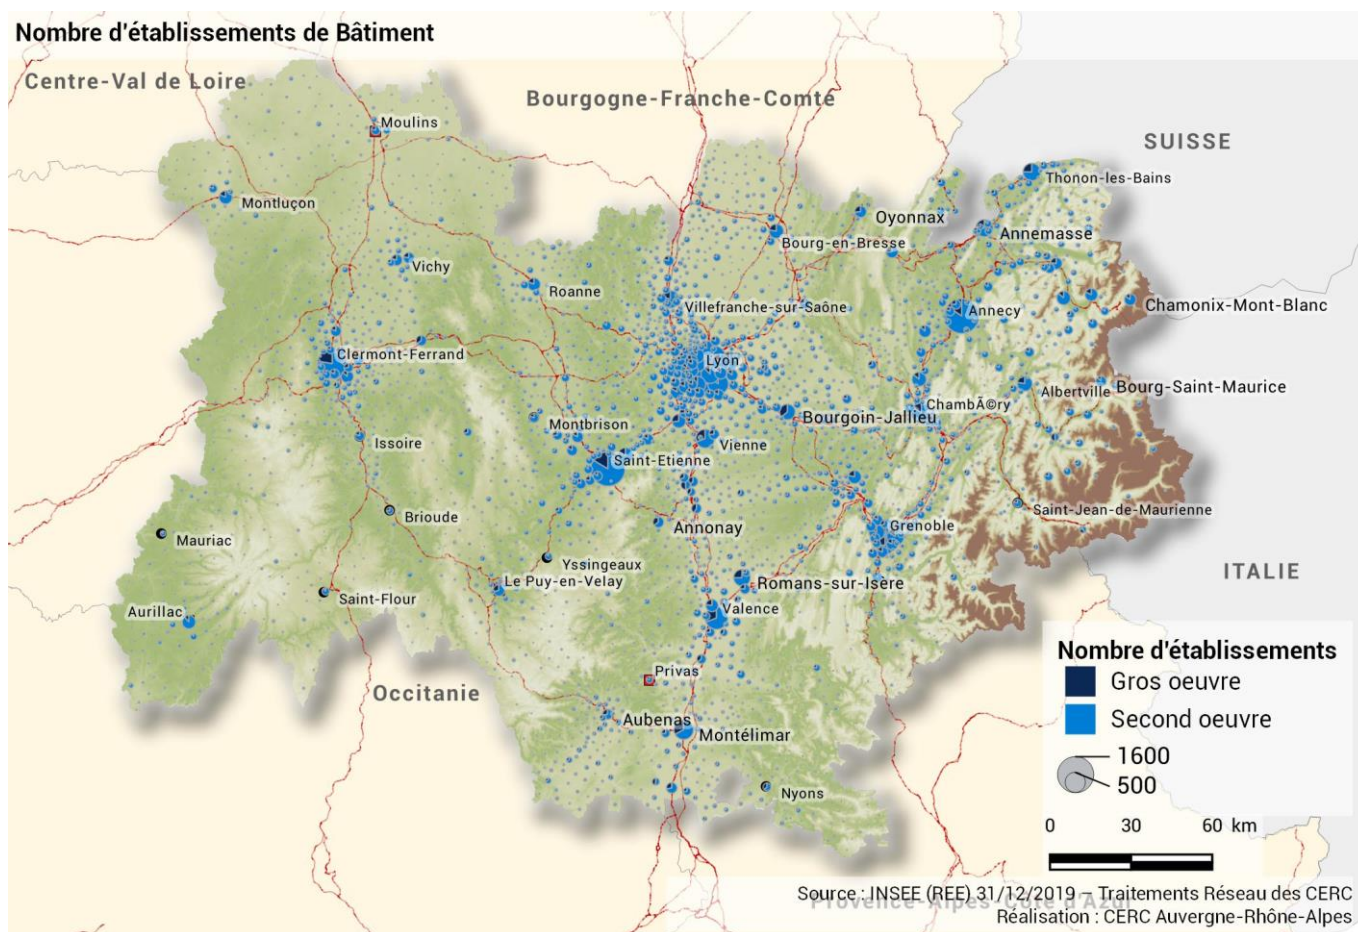 Nombre d'établissements de Bâtiment
Centre-Val de Loire
Bourgogne-Franche-Comté
SUISSE
Moulins
Thonon-les-Bains
Montluçon
Oyonnax
Annemasse
Bourg-en-Bresse
Vichy
Roanne
Villefranche-sur-Saône
Annecy
Chamonix-Mont-Blanc
Clermont-Ferrand
Lyon
Albertville
Bourg-Saint-Maurice
ChambÃ©ry
Montbrison
Bourgoin-Jallieu
Issoire
Vienne
Saint-Etienne
Brioude
Saint-Jean-de-Maurienne
Annonay
Grenoble
Mauriac
Yssingeaux
ITALIE
Le Puy-en-Velay
Romans-sur-Isère
Saint-Flour
Aurillac
Valence
Privas
Occitanie
Aubenas
Montélimar
Nyons
Nombre d'établissements
Gros oeuvre
Second oeuvre
1600
500
0 30 60 km
Source : INSEE (REE) 31/12/2019 – Traitements Réseau des CERC
Provence-Alpes-Côte d'Azur
Réalisation : CERC Auvergne-Rhône-Alpes